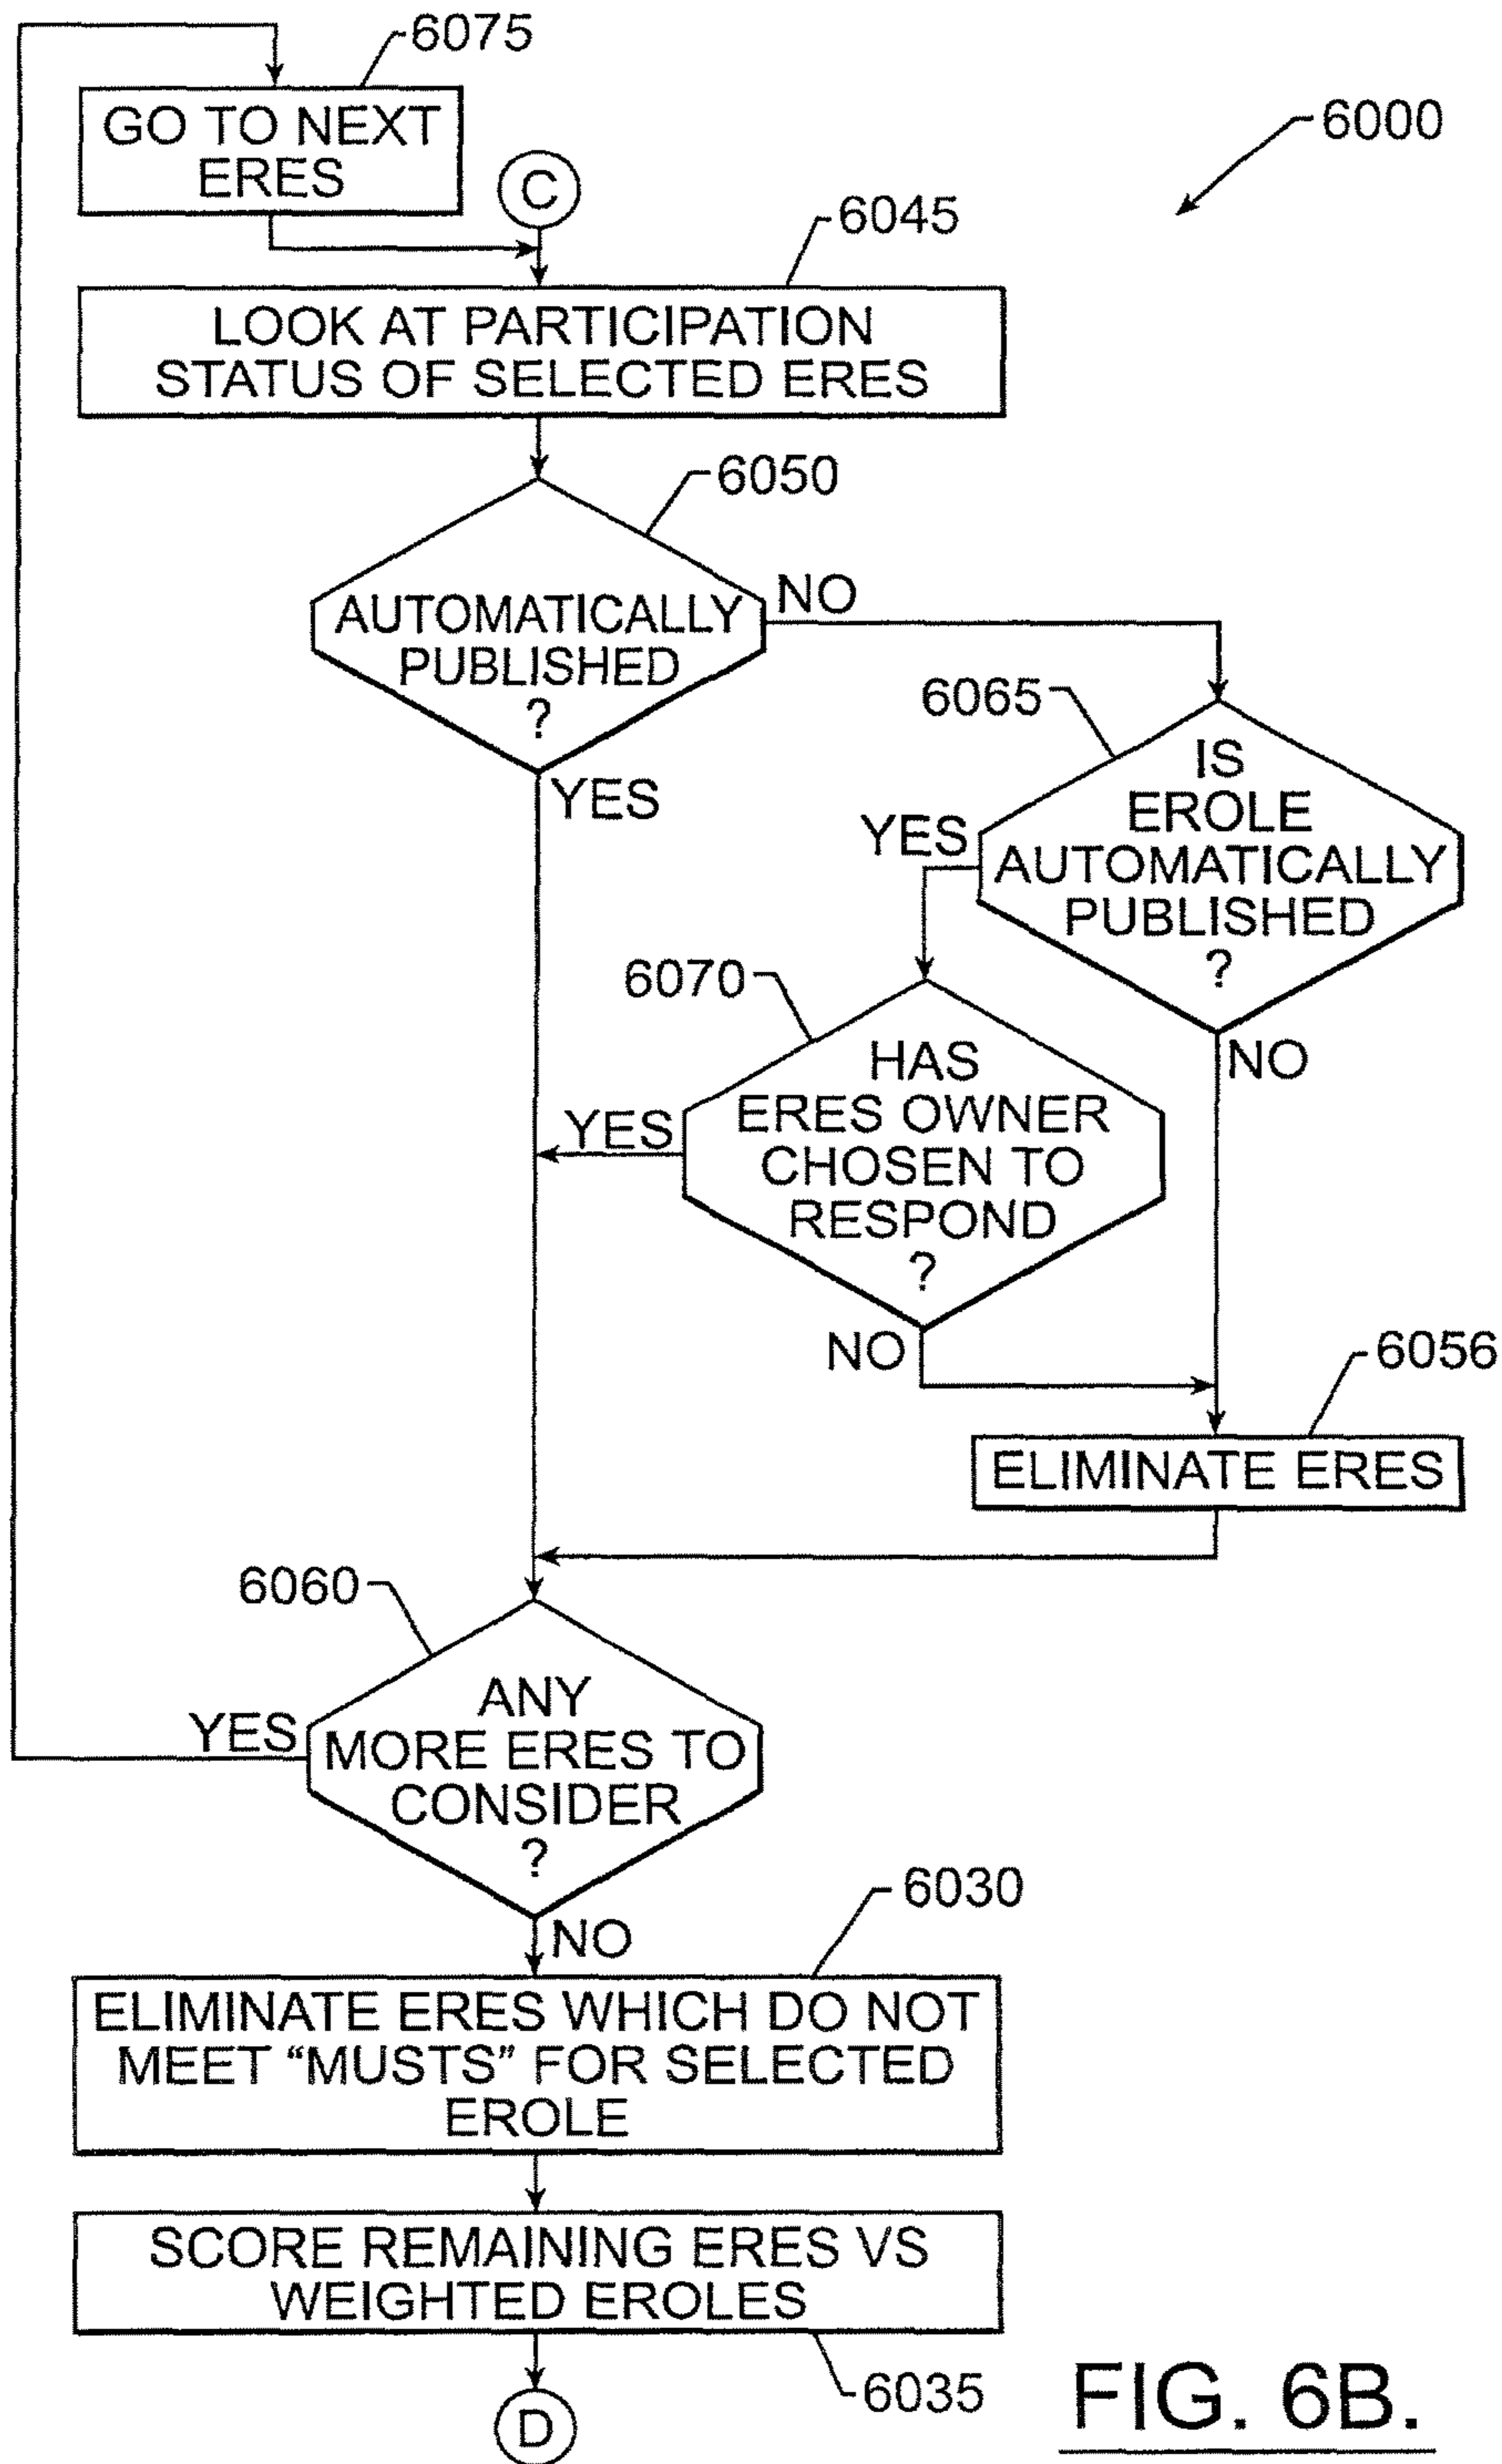 6075
GO TO NEXT
ERES
6000
C
6045
LOOK AT PARTICIPATION
STATUS OF SELECTED ERES
6050
AUTOMATICALLY
PUBLISHED
?
NO
YES
6065
IS
EROLE
AUTOMATICALLY
PUBLISHED
?
YES
NO
6070
HAS
ERES OWNER
CHOSEN TO
RESPOND
?
YES
NO
6056
ELIMINATE ERES
6060
ANY
MORE ERES TO
CONSIDER
?
YES
NO
6030
ELIMINATE ERES WHICH DO NOT
MEET “MUSTS” FOR SELECTED
EROLE
SCORE REMAINING ERES VS
WEIGHTED EROLES
6035
D
FIG. 6B.